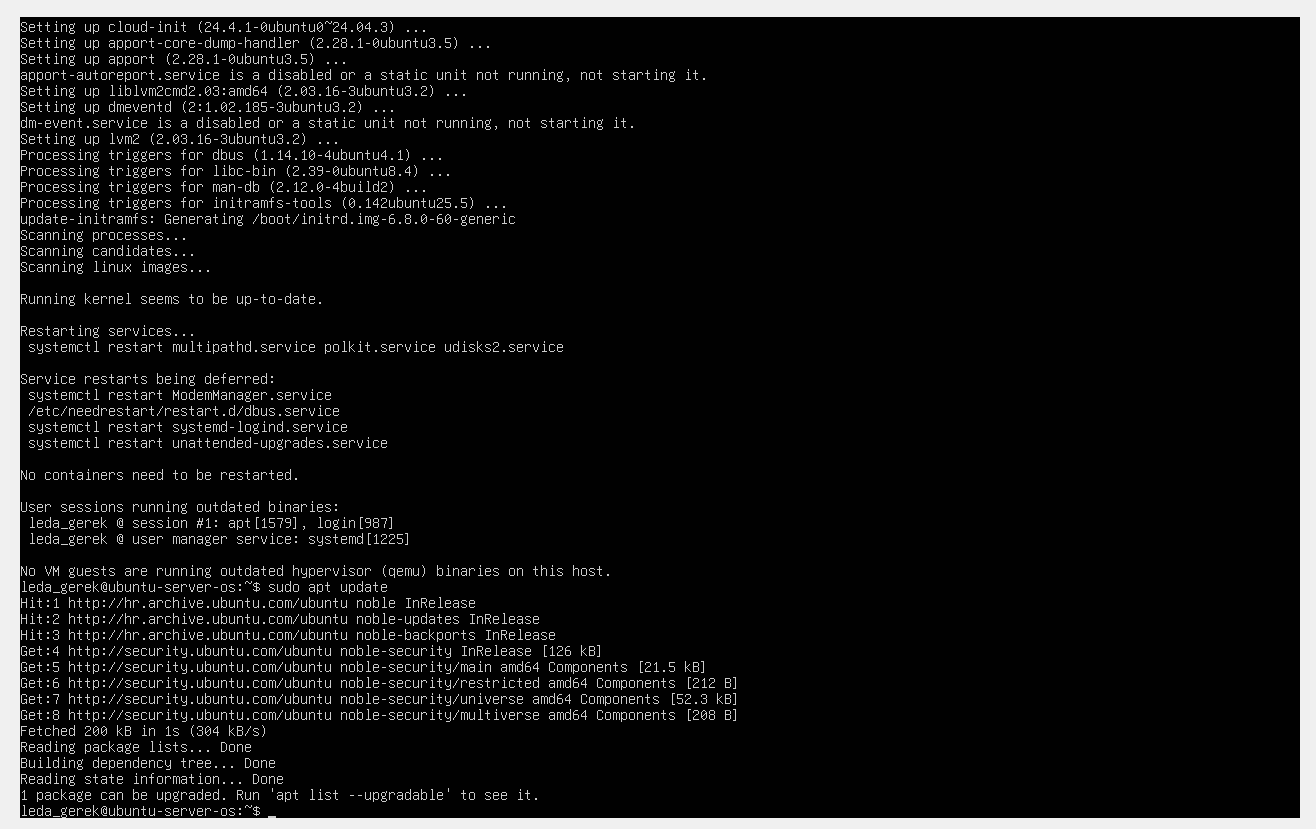 Setting up cloud-init (24.4.1-0ubuntu0~24.04.3) ...
Setting up apport-core-dump-handler (2.28.1-0ubuntu3.5) ...
Setting up apport (2.28.1-0ubuntu3.5) ...
apport-autoreport.service is a disabled or a static unit not running, not starting it.
Setting up liblvm2cmd2.03:amd64 (2.03.16-3ubuntu3.2) ...
Setting up dmeventd (2:1.02.185-3ubuntu3.2) ...
dm-event.service is a disabled or a static unit not running, not starting it.
Setting up lvm2 (2.03.16-3ubuntu3.2) ...
Processing triggers for dbus (1.14.10-4ubuntu4.1) ...
Processing triggers for libc-bin (2.39-0ubuntu8.4) ...
Processing triggers for man-db (2.12.0-4build2) ...
Processing triggers for initramfs-tools (0.142ubuntu25.5) ...
update-initramfs: Generating /boot/initrd.img-6.8.0-60-generic
Scanning processes...
Scanning candidates...
Scanning linux images...
Running kernel seems to be up-to-date.
Restarting services...
systemctl restart multipathd.service polkit.service udisks2.service
Service restarts being deferred:
systemctl restart ModemManager.service
/etc/needrestart/restart.d/dbus.service
systemctl restart systemd-logind.service
systemctl restart unattended-upgrades.service
No containers need to be restarted.
User sessions running outdated binaries:
leda_gerek @ session #1: apt[1579], login[987]
leda_gerek @ user manager service: systemd[1225]
No VM guests are running outdated hypervisor (qemu) binaries on this host.
leda_gerek@ubuntu-server-os:~$ sudo apt update
Hit:1 http://hr.archive.ubuntu.com/ubuntu noble InRelease
Hit:2 http://hr.archive.ubuntu.com/ubuntu noble-updates InRelease
Hit:3 http://hr.archive.ubuntu.com/ubuntu noble-backports InRelease
Get:4 http://security.ubuntu.com/ubuntu noble-security InRelease [126 kB]
Get:5 http://security.ubuntu.com/ubuntu noble-security/main amd64 Components [21.5 kB]
Get:6 http://security.ubuntu.com/ubuntu noble-security/restricted amd64 Components [212 B]
Get:7 http://security.ubuntu.com/ubuntu noble-security/universe amd64 Components [52.3 kB]
Get:8 http://security.ubuntu.com/ubuntu noble-security/multiverse amd64 Components [208 B]
Fetched 200 kB in 1s (304 kB/s)
Reading package lists... Done
Building dependency tree... Done
Reading state information... Done
1 package can be upgraded. Run 'apt list --upgradable' to see it.
leda_gerek@ubuntu-server-os:~$ _